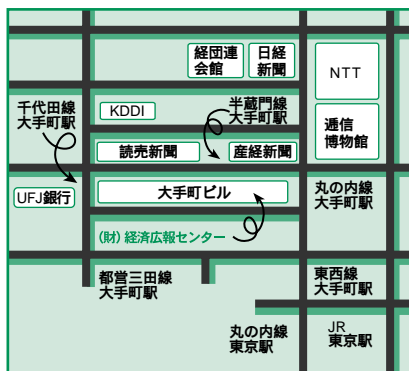 経団連
会館
日経
新聞
NTT
千代田線
大手町駅
KDDI
半蔵門線
大手町駅
逓信
博物館
読売新聞
産経新聞
UFJ銀行
大手町ビル
丸の内線
大手町駅
(財)経済広報センター
都営三田線
大手町駅
東西線
大手町駅
丸の内線
東京駅
JR
東京駅